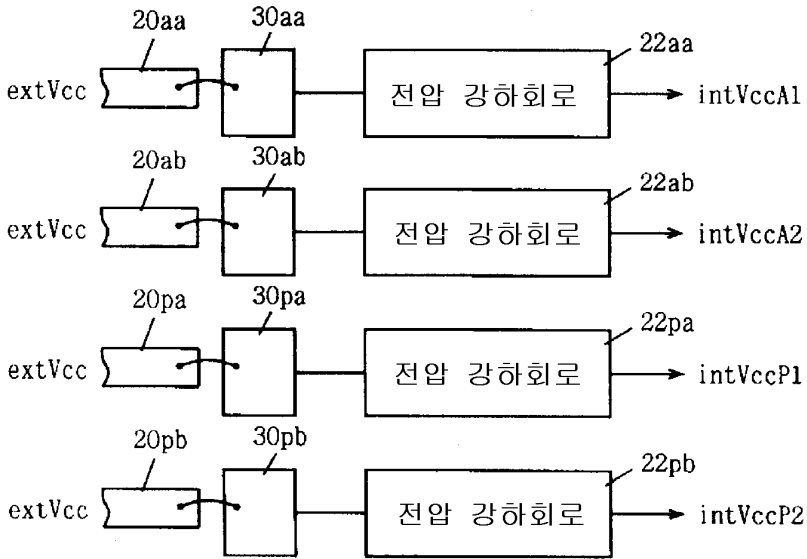 20aa 30aa 22aa
extVcc 전압 강하회로 intVccA1
20ab 30ab 22ab
extVcc 전압 강하회로 intVccA2
20pa 30pa 22pa
extVcc 전압 강하회로 intVccP1
20pb 30pb 22pb
extVcc 전압 강하회로 intVccP2